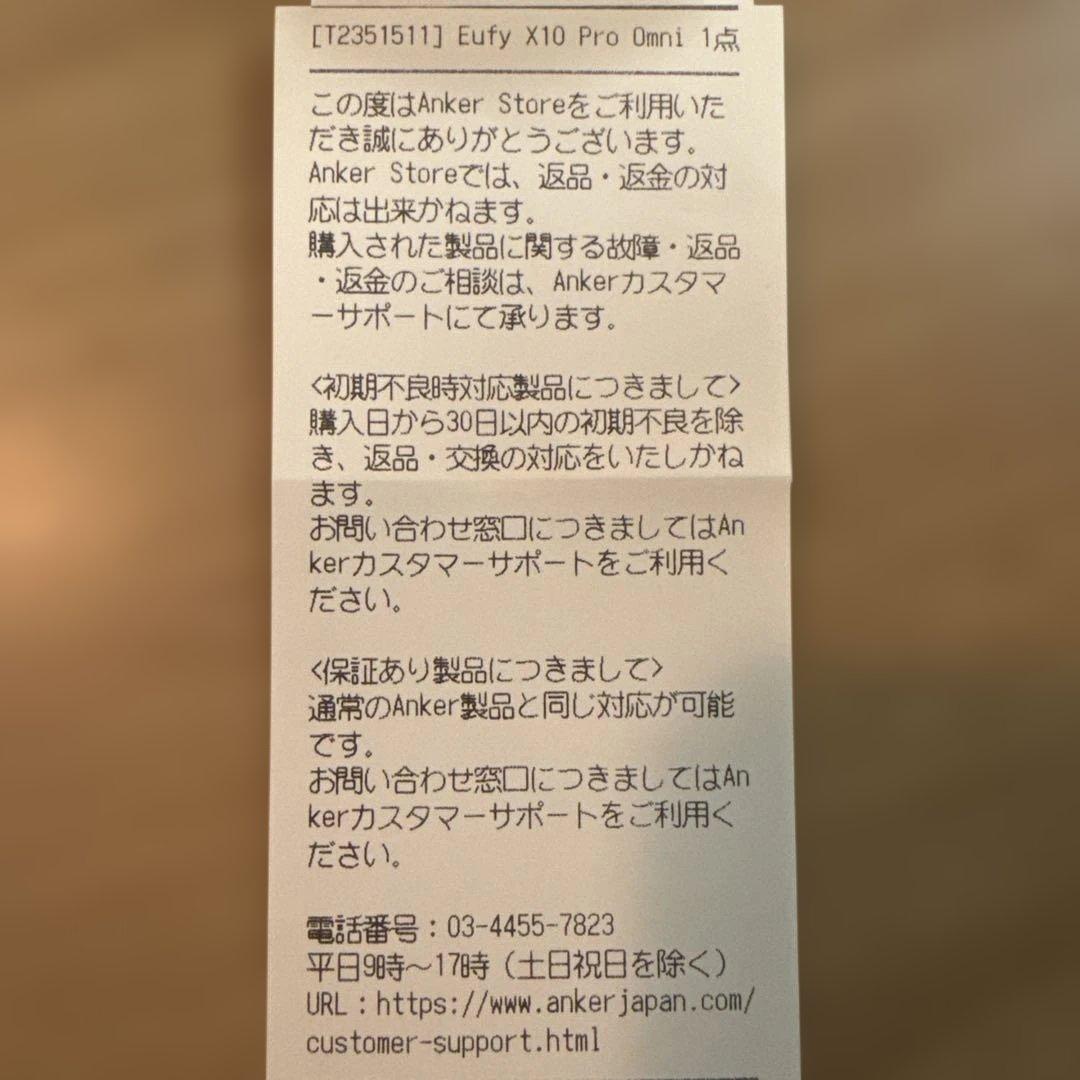 [T2351511] Eufy X10 Pro Omni 1点
この度はAnker Storeをご利用いた
だき誠にありがとうございます。
Anker Storeでは、返品・返金の対
応は出来かねます。
購入された製品に関する故障・返品
・返金のご相談は、Ankerカスタマ
ーサポートにて承ります。
<初期不良時対応製品につきまして>
購入日から30日以内の初期不良を除
き、返品・交換の対応をいたしかね
ます。
お問い合わせ窓口につきましてはAn
kerカスタマーサポートをご利用く
ださい。
<保証あり製品につきまして>
通常のAnker製品と同じ対応が可能
です。
お問い合わせ窓口につきましてはAn
kerカスタマーサポートをご利用く
ださい。
電話番号：03-4455-7823
平日9時～17時（土日祝日を除く）
URL：https://www.ankerjapan.com/
customer-support.html